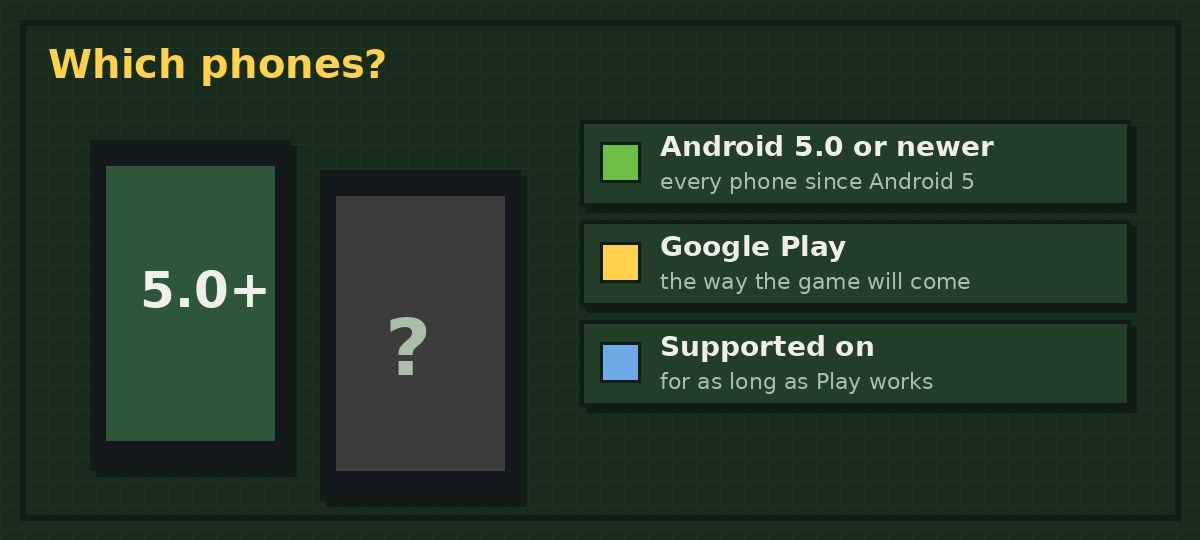 Which phones?
5.0+
?
Android 5.0 or newer
every phone since Android 5
Google Play
the way the game will come
Supported on
for as long as Play works